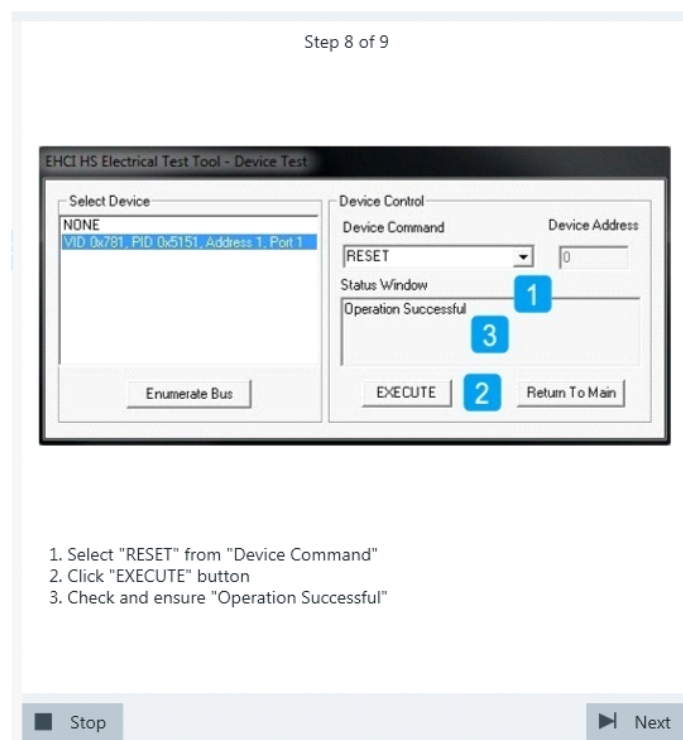 Step 8 of 9
EHCI HS Electrical Test Tool - Device Test
Select Device
NONE
VID 0x781, PID 0x5151, Address 1, Port 1
Enumerate Bus
Device Control
Device Command
Device Address
RESET
0
1
Status Window
Operation Successful
3
EXECUTE
2
Return To Main
1. Select "RESET" from "Device Command"
2. Click "EXECUTE" button
3. Check and ensure "Operation Successful"
Stop
Next